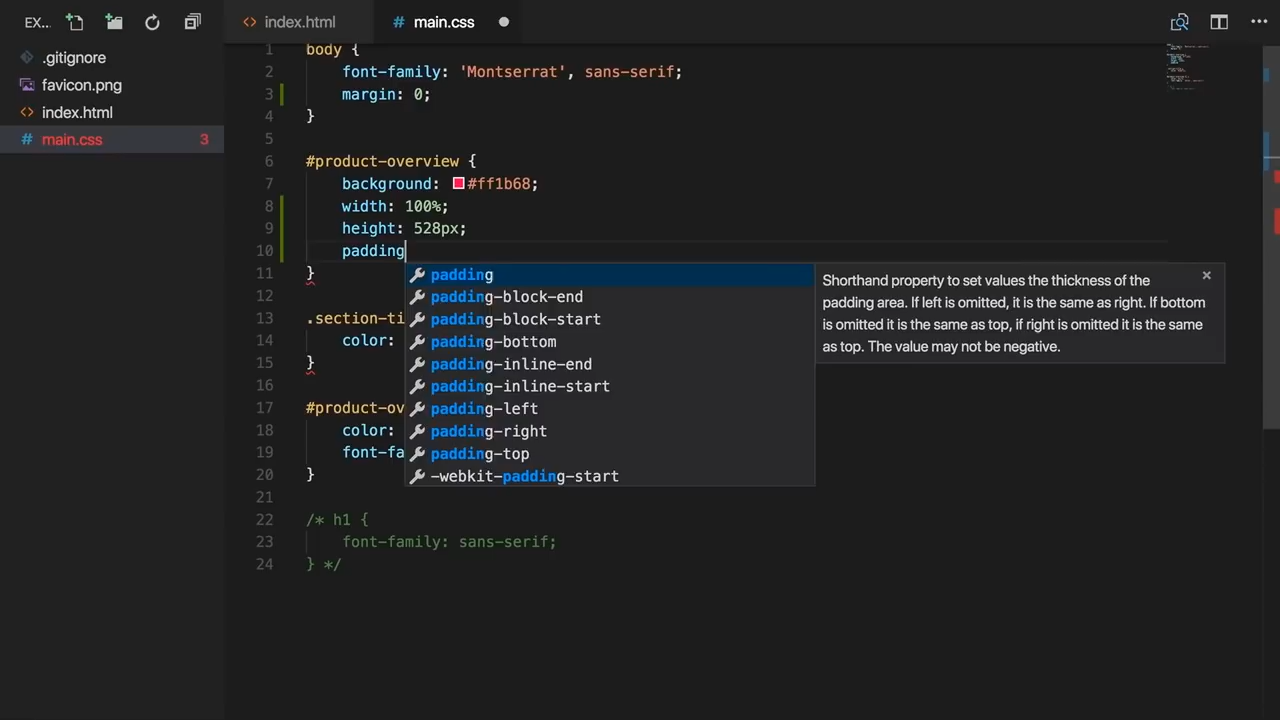 EX...
index.html
# main.css
.gitignore
favicon.png
index.html
# main.css 3
1 body {
2 font-family: 'Montserrat', sans-serif;
3 margin: 0;
4 }
5
6 #product-overview {
7 background: #ff1b68;
8 width: 100%;
9 height: 528px;
10 padding
11 }
12
13 .section-ti
14 color:
15 }
16
17 #product-ov
18 color:
19 font-fa
20 }
21
22 /* h1 {
23 font-family: sans-serif;
24 } */
padding
padding-block-end
padding-block-start
padding-bottom
padding-inline-end
padding-inline-start
padding-left
padding-right
padding-top
-webkit-padding-start
Shorthand property to set values the thickness of the
padding area. If left is omitted, it is the same as right. If bottom
is omitted it is the same as top, if right is omitted it is the same
as top. The value may not be negative.